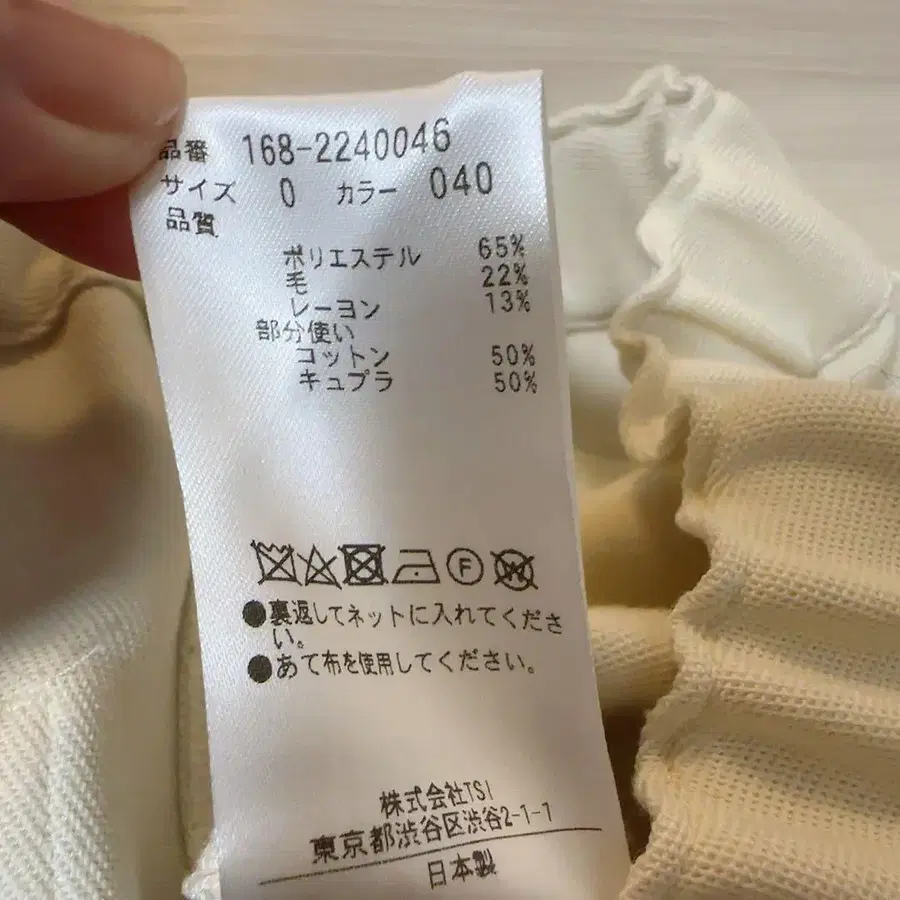 品番 168-2240046
サイズ 0 カラー 040
品質
ポリエステル 65%
毛 22%
レーヨン 13%
部分使い
コットン 50%
キュプラ 50%
F W
●裏返してネットに入れてくださ
い。
●あて布を使用してください。
株式会社TSI
東京都渋谷区渋谷2-1-1
日本製